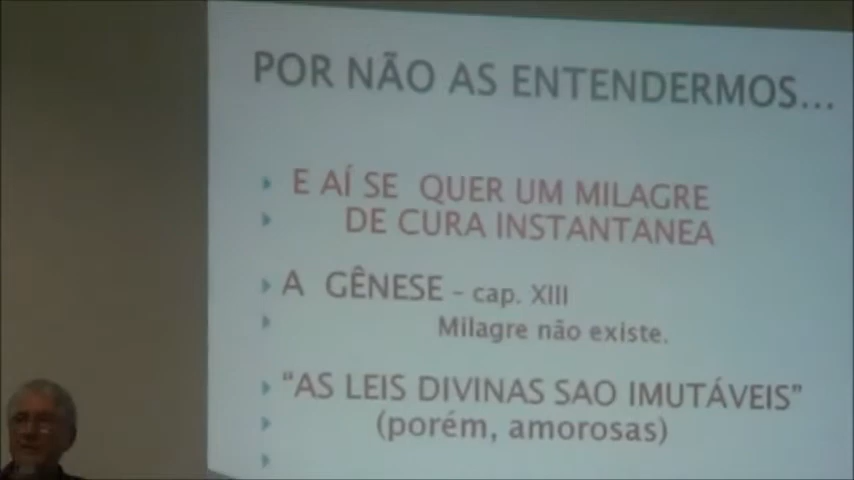 POR NÃO AS ENTENDERMOS...
E AÍ SE QUER UM MILAGRE
DE CURA INSTANTANEA
A GÊNESE - cap. XIII
Milagre não existe.
“AS LEIS DIVINAS SAO IMUTÁVEIS”
(porém, amorosas)